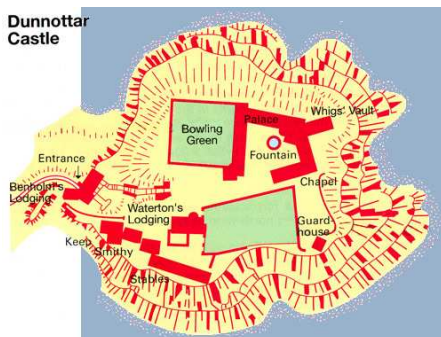 Dunnottar
Castle
Bowling
Green
Palace
Whigs' Vault
Fountain
Entrance
Benholm's
Lodging
Chapel
Waterton's
Lodging
Guard
house
Keep
Smithy
Stables